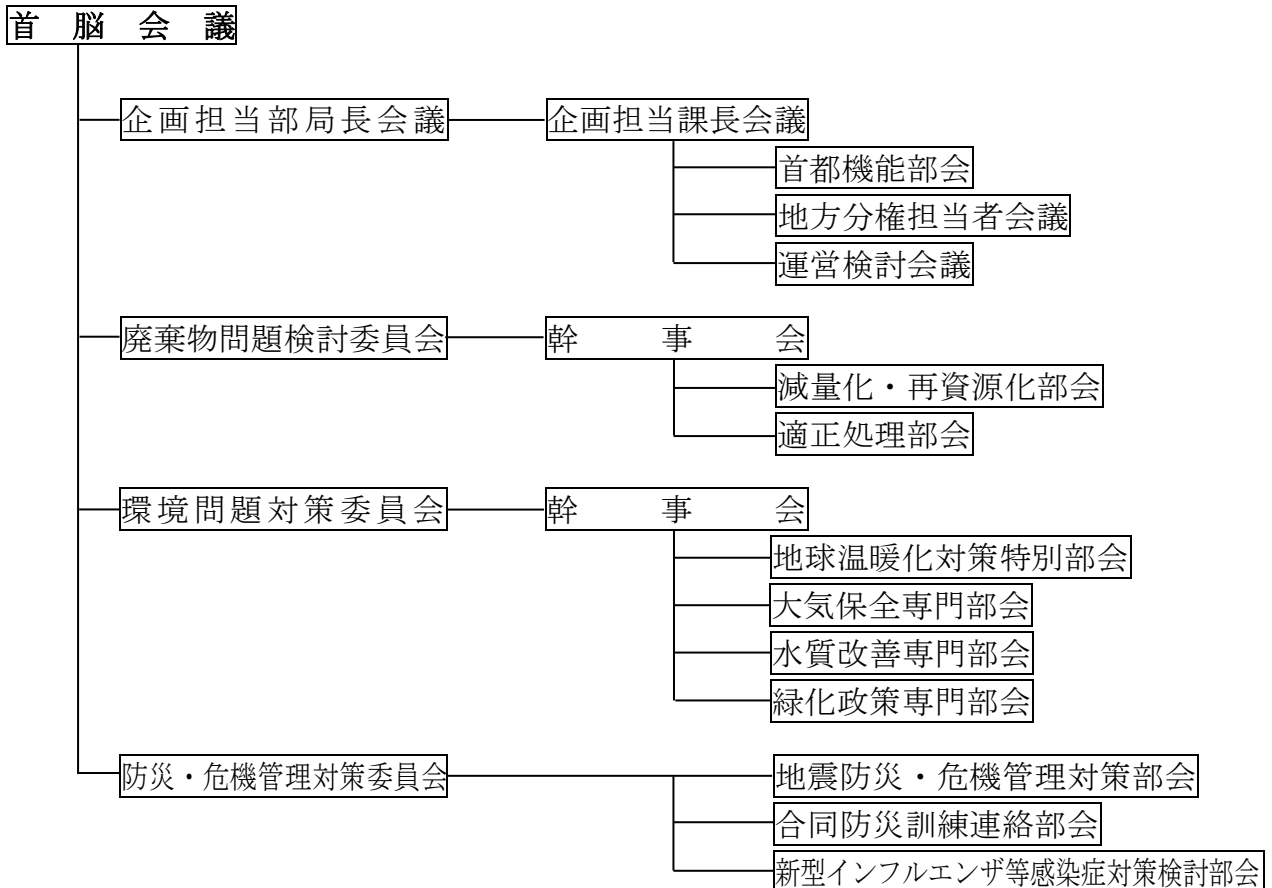 首脳会議
企画担当部局長会議 企画担当課長会議
首都機能部会
地方分権担当者会議
運営検討会議
廃棄物問題検討委員会 幹事会
減量化・再資源化部会
適正処理部会
環境問題対策委員会 幹事会
地球温暖化対策特別部会
大気保全専門部会
水質改善専門部会
緑化政策専門部会
防災・危機管理対策委員会 地震防災・危機管理対策部会
合同防災訓練連絡部会
新型インフルエンザ等感染症対策検討部会